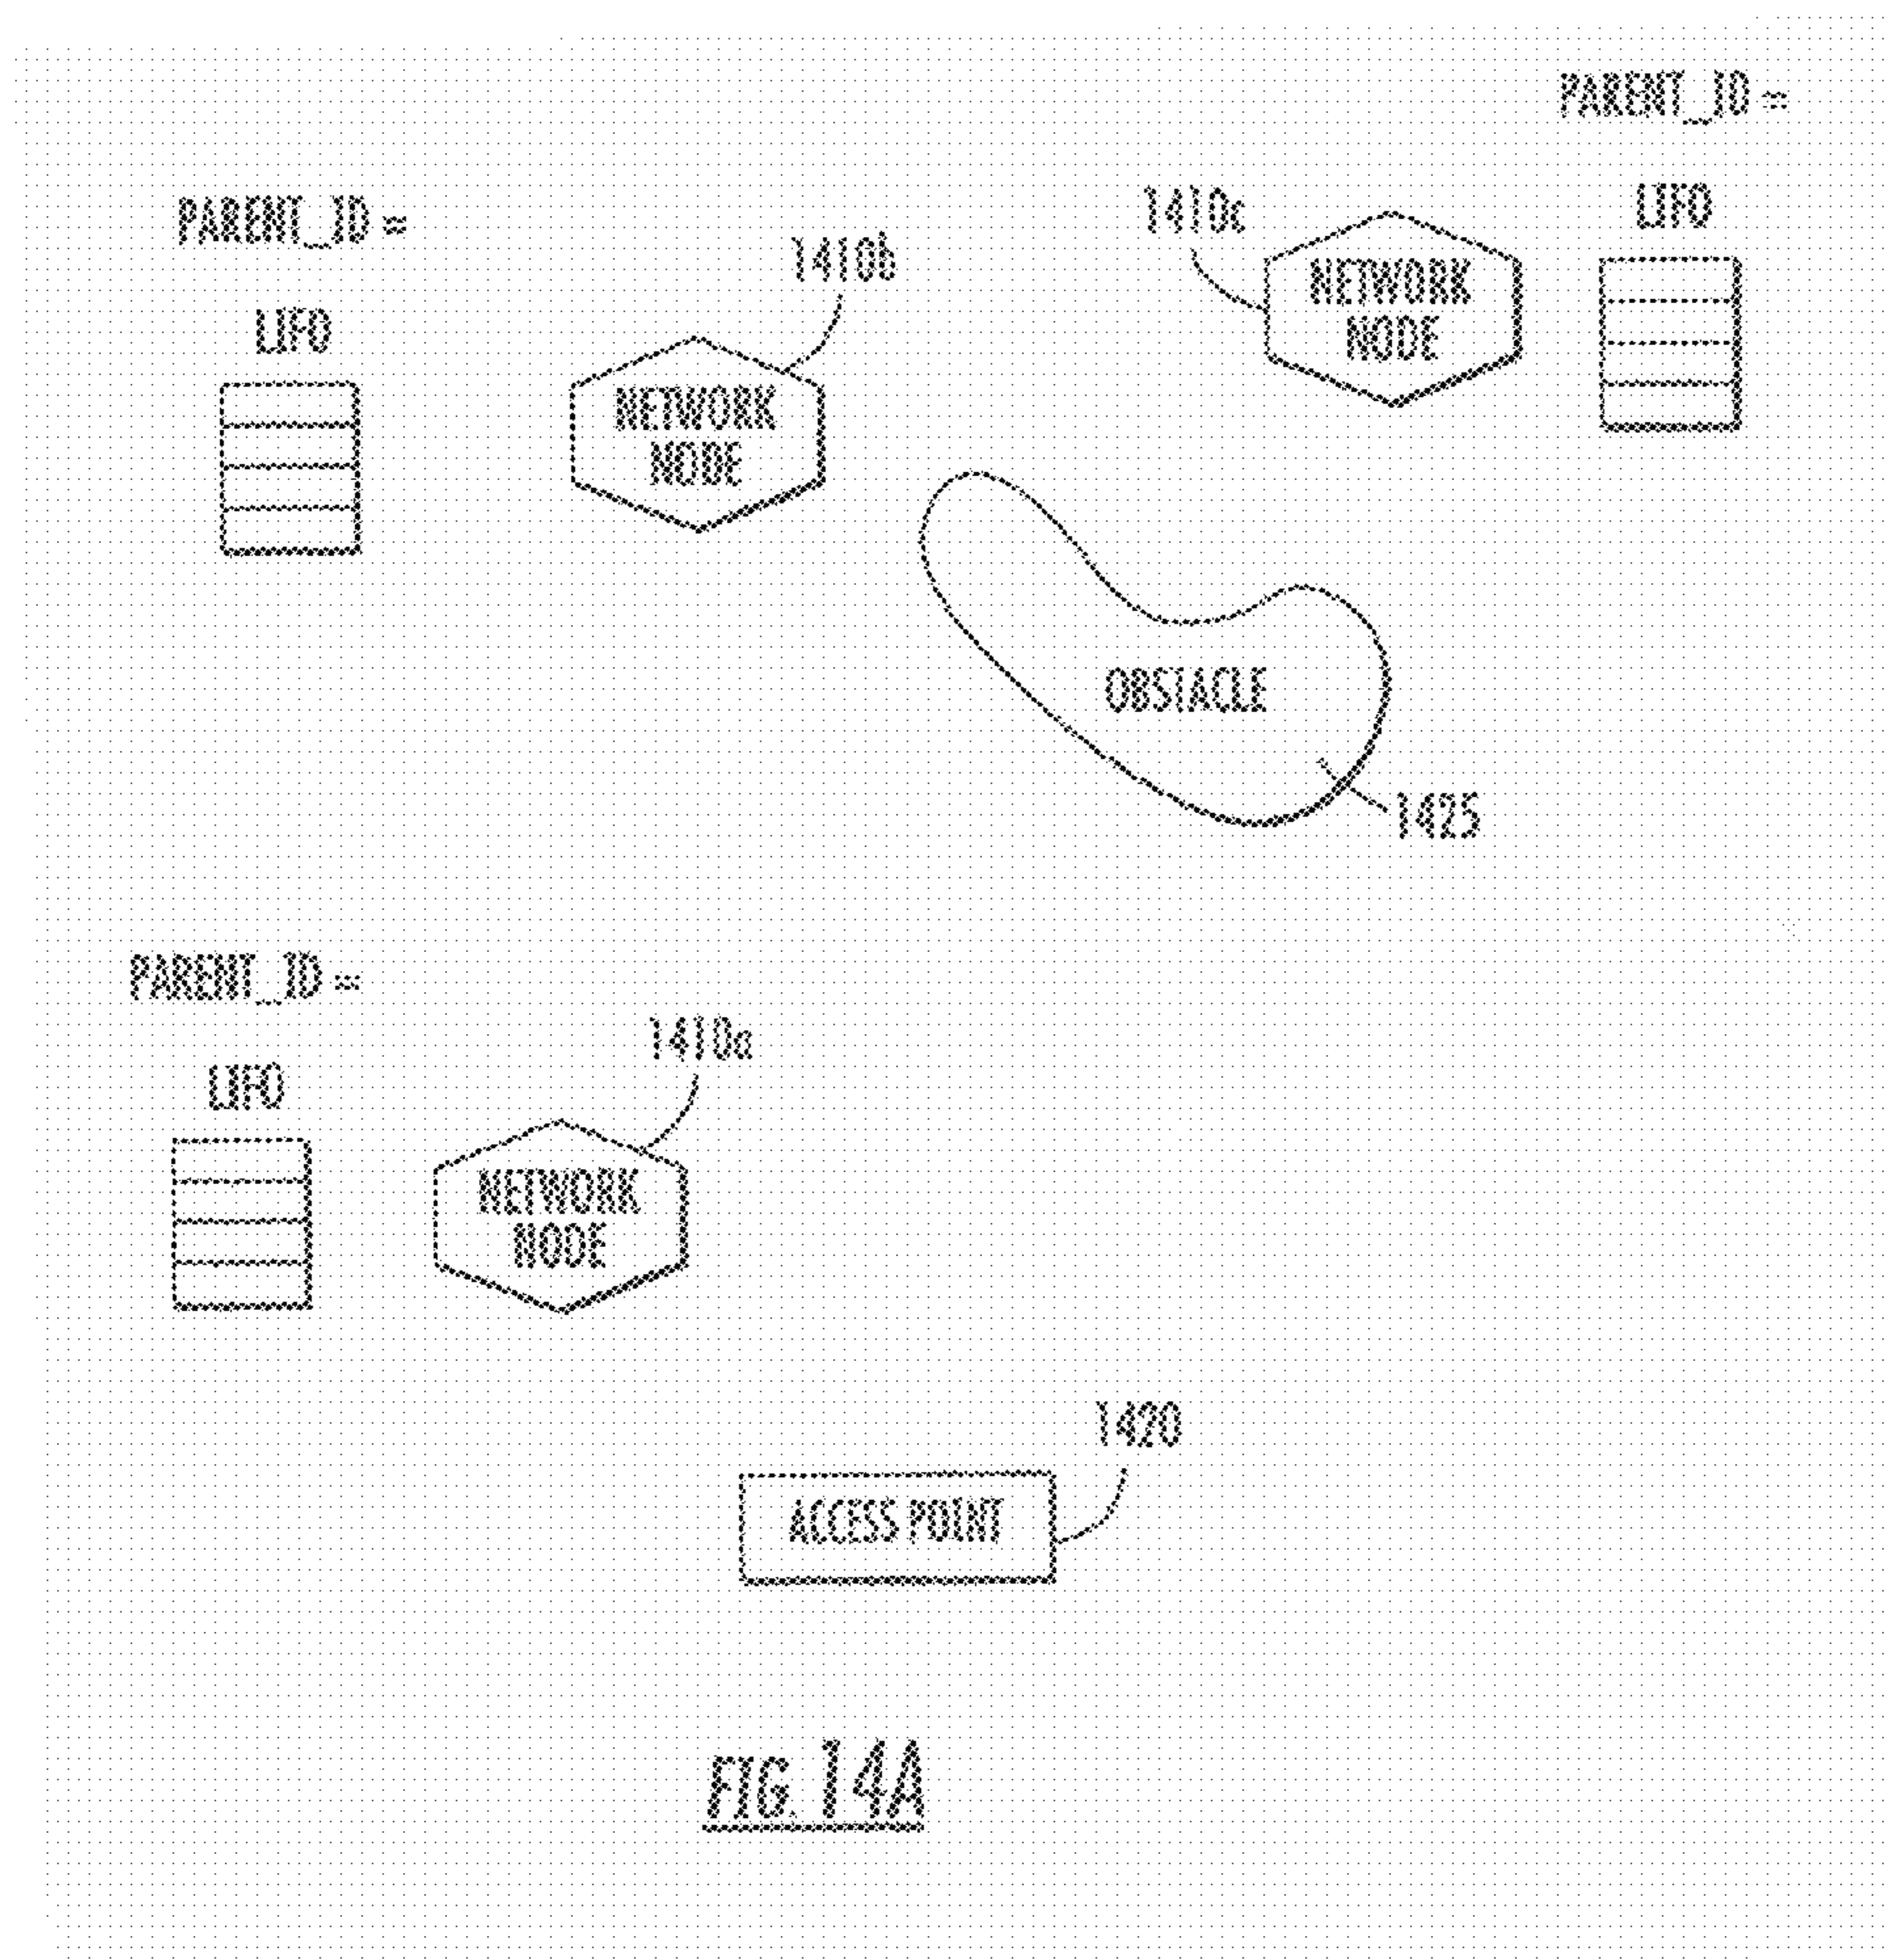 PARENT_ID =
LIFO
1410c
NETWORK
NODE
PARENT_ID =
LIFO
1410b
NETWORK
NODE
OBSTACLE
1425
PARENT_ID =
LIFO
1410a
NETWORK
NODE
1420
ACCESS POINT
FIG. 14A